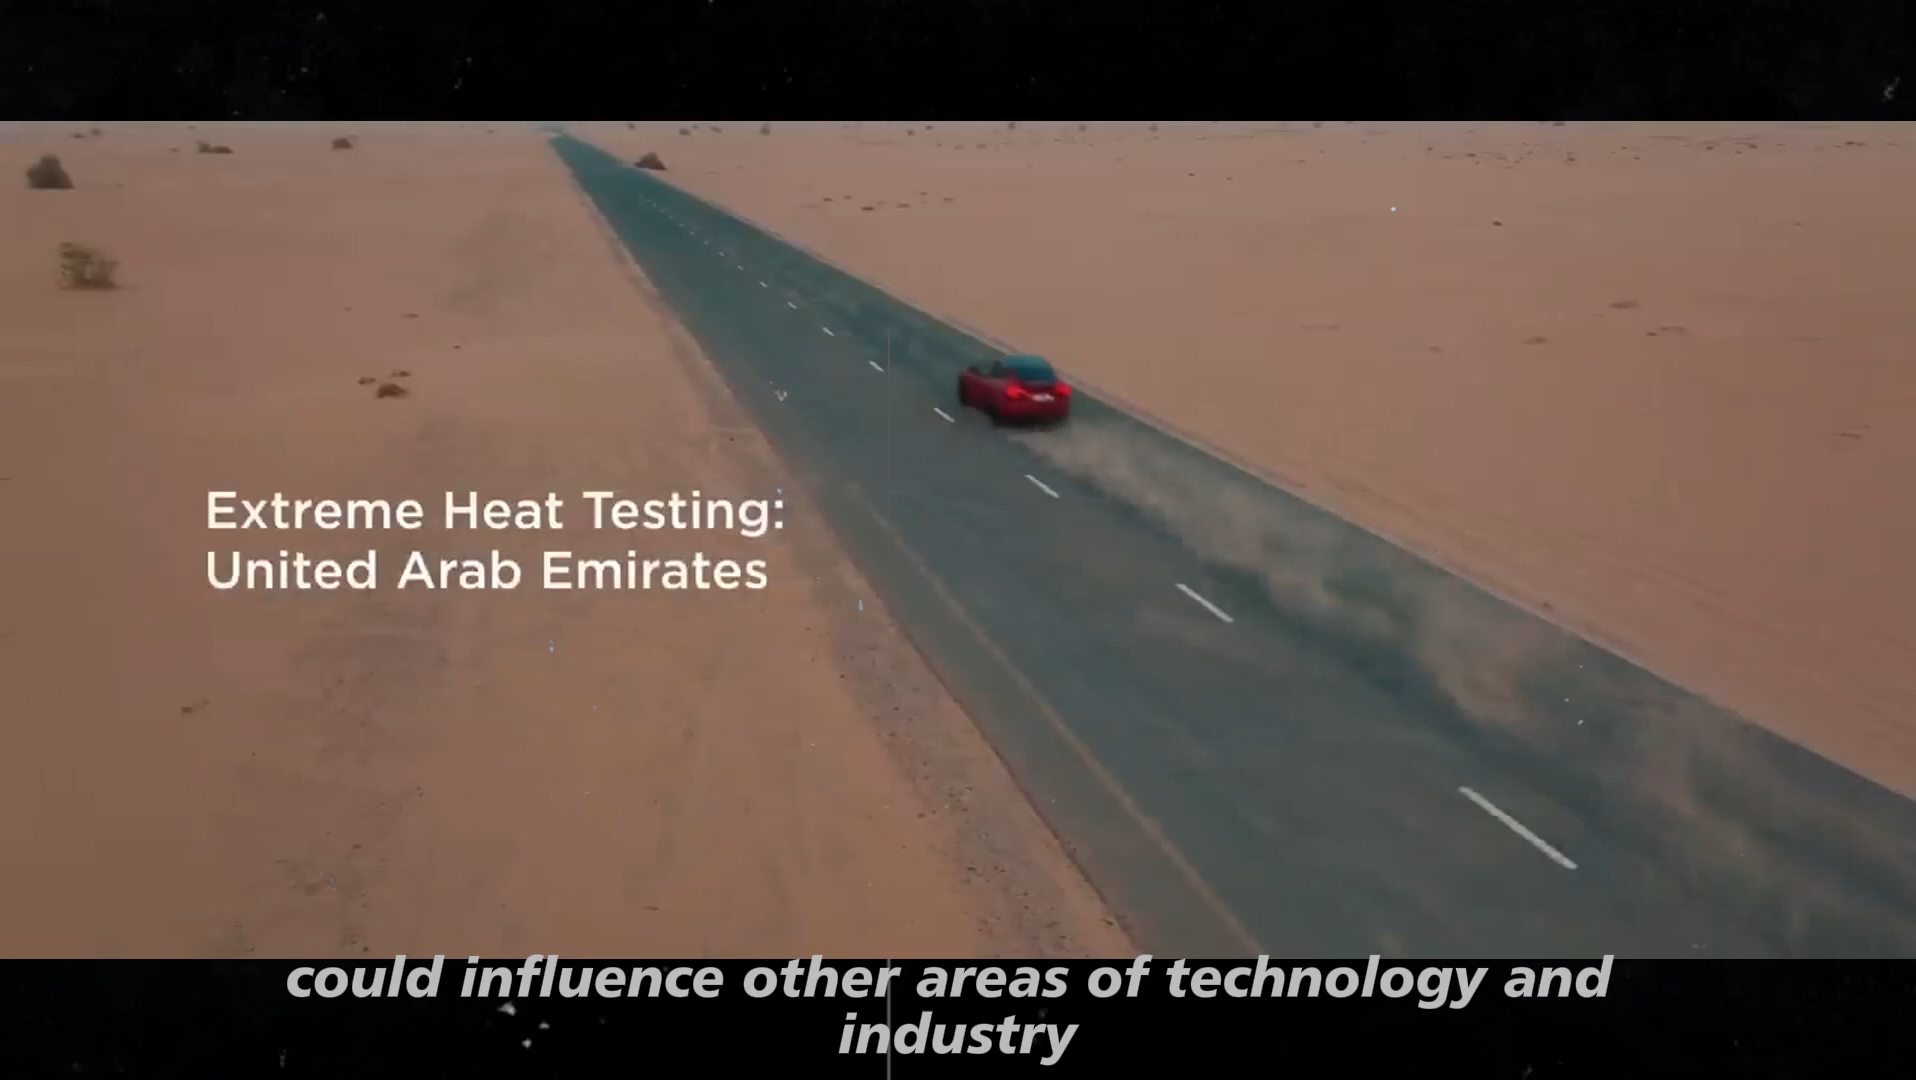 Extreme Heat Testing:
United Arab Emirates
could influence other areas of technology and
industry